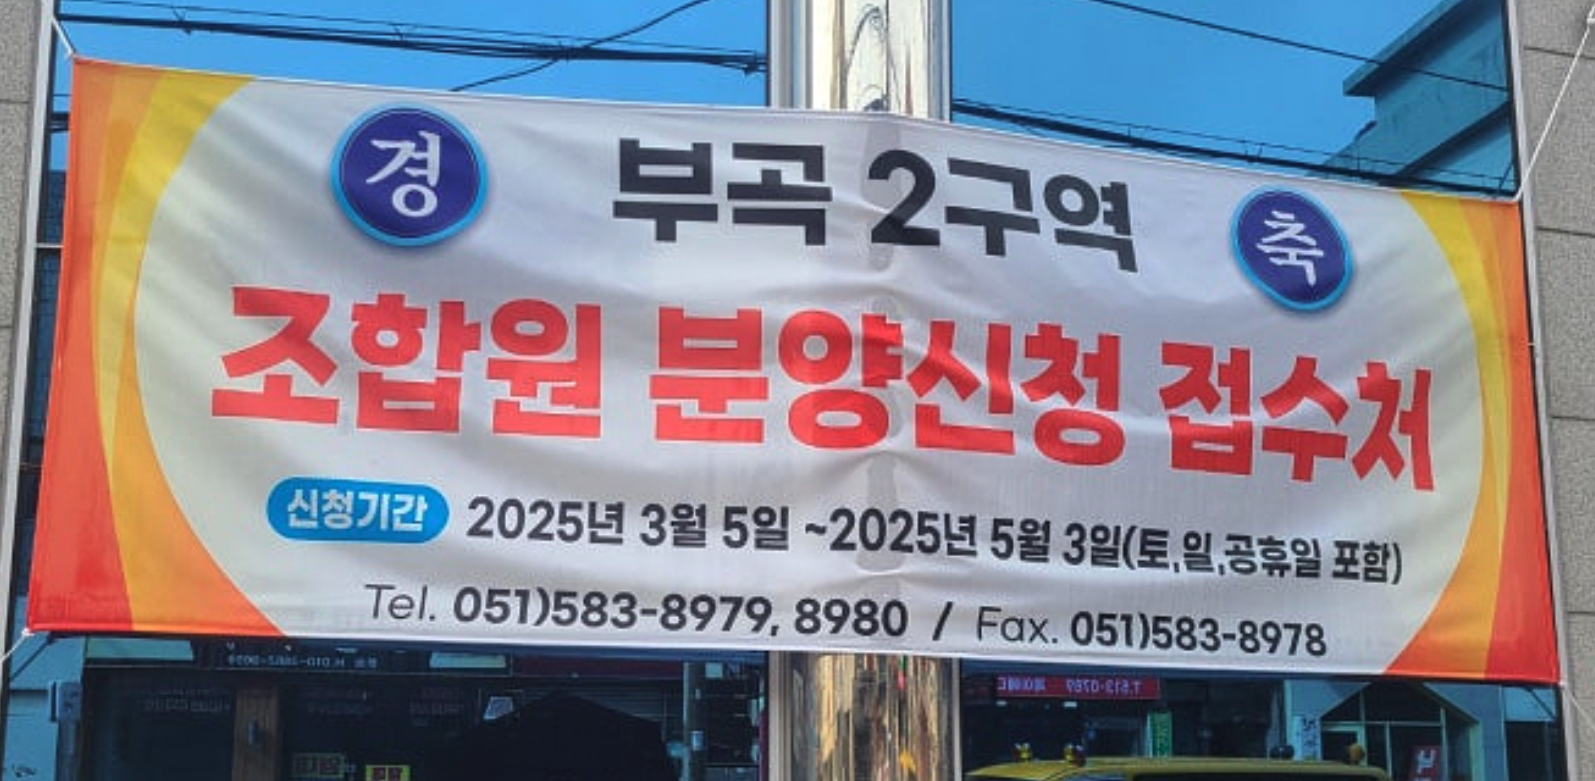 경 부곡 2구역 축
조합원 분양신청 접수처
신청기간 2025년 3월 5일 ~2025년 5월 3일(토,일,공휴일 포함)
Tel. 051)583-8979, 8980 / Fax. 051)583-8978